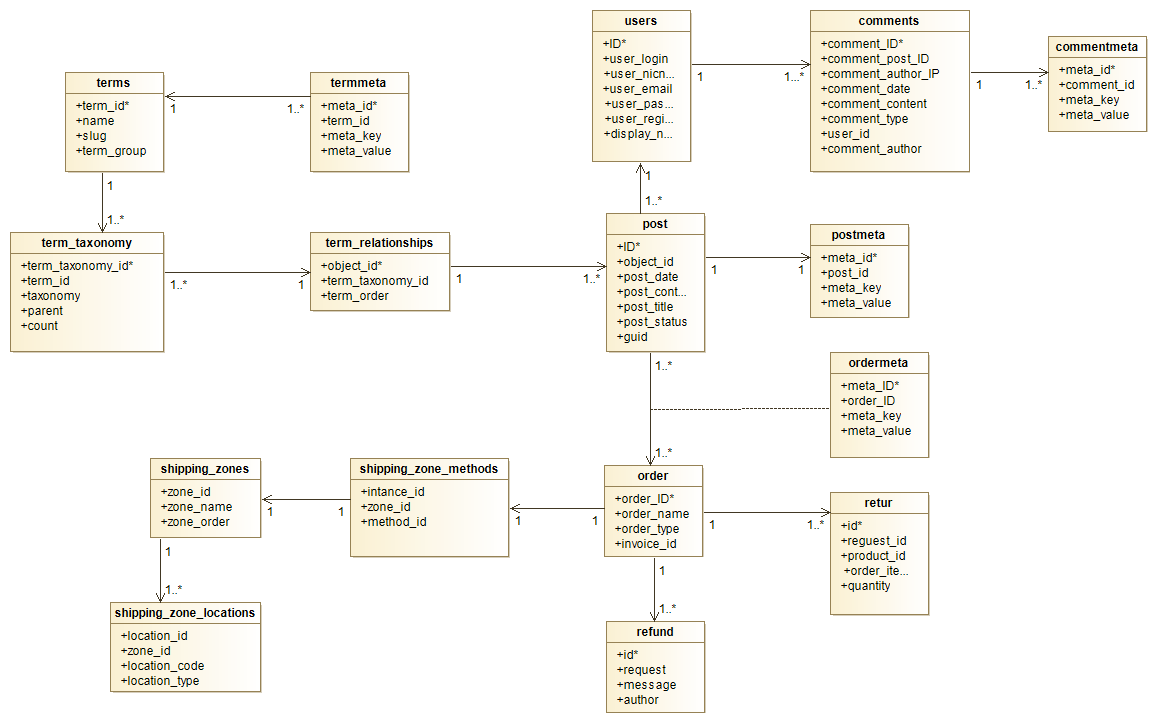 users
+ID*
+user_login
+user_nicn...
+user_email
+user_pas...
+user_regi...
+display_n...
1
1...*
comments
+comment_ID*
+comment_post_ID
+comment_author_IP
+comment_date
+comment_content
+comment_type
+user_id
+comment_author
1
1..*
commentmeta
+meta_id*
+comment_id
+meta_key
+meta_value
terms
+term_id*
+name
+slug
+term_group
1
1..*
termmeta
+meta_id*
+term_id
+meta_key
+meta_value
1
1..*
1
1..*
term_taxonomy
+term_taxonomy_id*
+term_id
+taxonomy
+parent
+count
1..*
1
term_relationships
+object_id*
+term_taxonomy_id
+term_order
1
1..*
post
+ID*
+object_id
+post_date
+post_cont...
+post_title
+post_status
+guid
1
1
postmeta
+meta_id*
+post_id
+meta_key
+meta_value
1..*
1..*
ordermeta
+meta_ID*
+order_ID
+meta_key
+meta_value
shipping_zones
+zone_id
+zone_name
+zone_order
1
1
shipping_zone_methods
+intance_id
+zone_id
+method_id
1
1
order
+order_ID*
+order_name
+order_type
+invoice_id
1
1..*
retur
+id*
+reguest_id
+product_id
+order_ite...
+quantity
1
1..*
shipping_zone_locations
+location_id
+zone_id
+location_code
+location_type
1
1..*
refund
+id*
+request
+message
+author